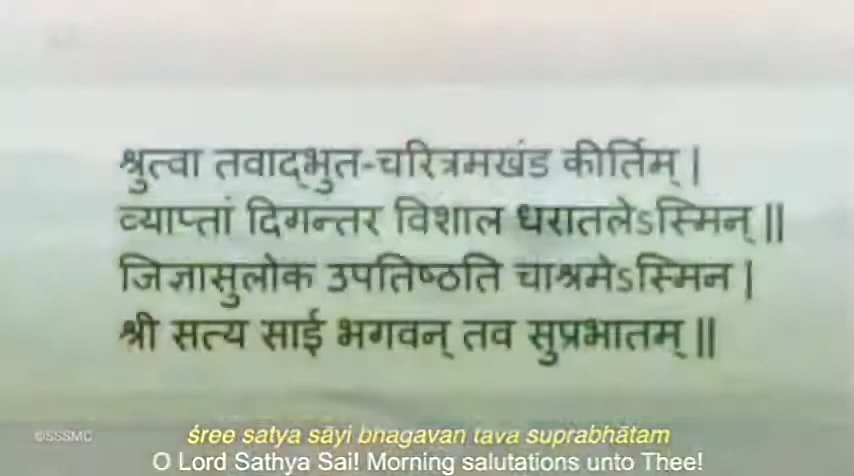 श्रुत्वा तवाद्भुत-चरित्रमखंड कीर्तिम् |
व्याप्तां दिगन्तर विशाल धरातलेऽस्मिन् ||
जिज्ञासुलोक उपतिष्ठति चाश्रमेऽस्मिन |
श्री सत्य साई भगवन् तव सुप्रभातम् ||
©SSSMC
śree satya sāyi bhagavan tava suprabhātam
O Lord Sathya Sai! Morning salutations unto Thee!